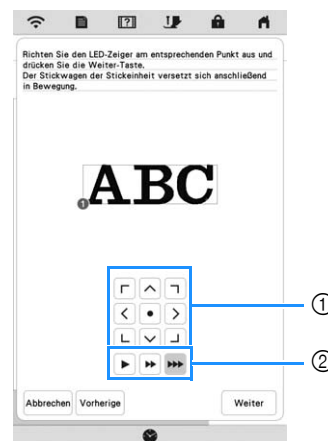 Richten Sie den LED-Zeiger am entsprechenden Punkt aus und
drücken Sie die Weiter-Taste.
Der Stickwagen der Stickeinheit versetzt sich anschließend
in Bewegung.
ABC
1
①
②
Abbrechen Vorherige Weiter